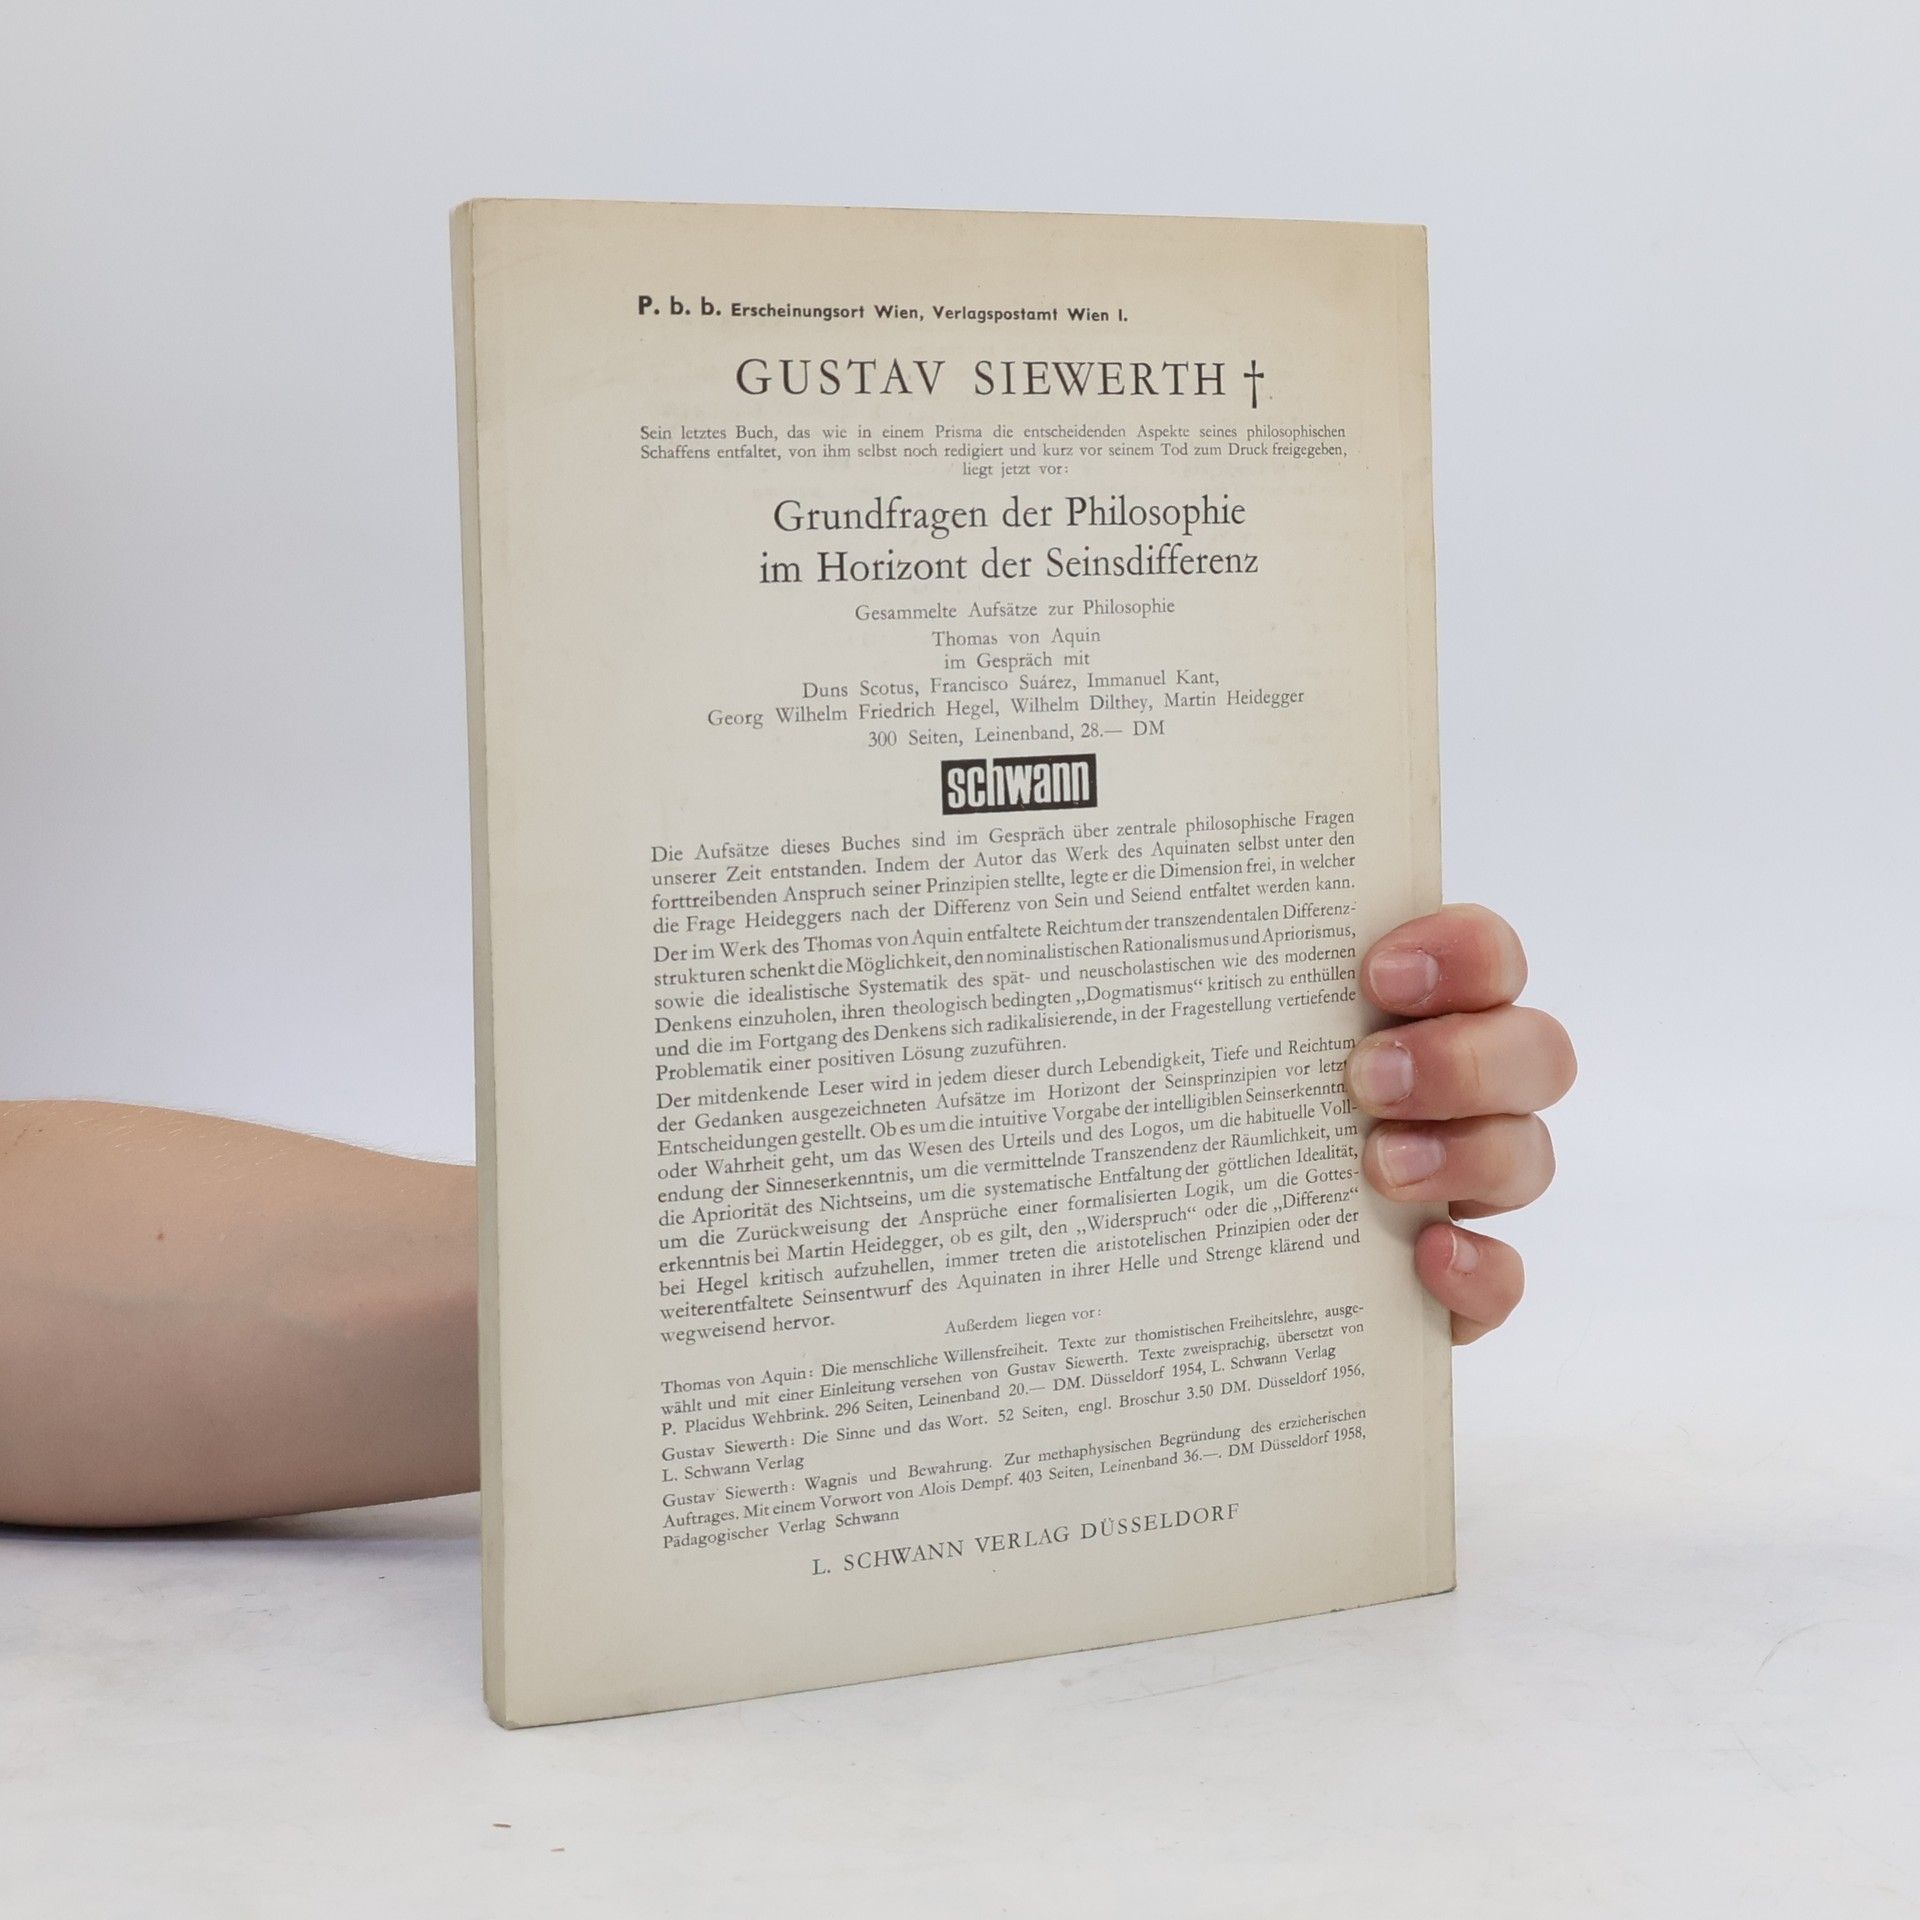 P. b. b. Erscheinungsort Wien, Verlagspostamt Wien I.
GUSTAV SIEWERTH †
Sein letztes Buch, das wie in einem Prisma die entscheidenden Aspekte seines philosophischen
Schaffens entfaltet, von ihm selbst noch redigiert und kurz vor seinem Tod zum Druck freigegeben,
liegt jetzt vor:
Grundfragen der Philosophie
im Horizont der Seinsdifferenz
Gesammelte Aufsätze zur Philosophie
Thomas von Aquin
im Gespräch mit
Duns Scotus, Francisco Suárez, Immanuel Kant,
Georg Wilhelm Friedrich Hegel, Wilhelm Dilthey, Martin Heidegger
300 Seiten, Leinenband, 28.— DM
schwann
Die Aufsätze dieses Buches sind im Gespräch über zentrale philosophische Fragen
unserer Zeit entstanden. Indem der Autor das Werk des Aquinaten selbst unter den
forttreibenden Anspruch seiner Prinzipien stellte, legte er die Dimension frei, in welcher
die Frage Heideggers nach der Differenz von Sein und Seiend entfaltet werden kann.
Der im Werk des Thomas von Aquin entfaltete Reichtum der transzendentalen Differenz-
strukturen schenkt die Möglichkeit, den nominalistischen Rationalismus und Apriorismus,
sowie die idealistische Systematik des spät- und neuscholastischen wie des modernen
Denkens einzuholen, ihren theologisch bedingten „Dogmatismus“ kritisch zu enthüllen
und die im Fortgang des Denkens sich radikalisierende, in der Fragestellung vertiefende
Problematik einer positiven Lösung zuzuführen.
Der mitdenkende Leser wird in jedem dieser durch Lebendigkeit, Tiefe und Reichtum
der Gedanken ausgezeichneten Aufsätze im Horizont der Seinsprinzipien vor letzt
Entscheidungen gestellt. Ob es um die intuitive Vorgabe der intelligiblen Seinserkenntn
oder Wahrheit geht, um das Wesen des Urteils und des Logos, um die habituelle Voll-
endung der Sinneserkenntnis, um die vermittelnde Transzendenz der Räumlichkeit, um
die Apriorität des Nichtseins, um die systematische Entfaltung der göttlichen Idealität,
um die Zurückweisung der Ansprüche einer formalisierten Logik, um die Gottes-
erkenntnis bei Martin Heidegger, ob es gilt, den „Widerspruch“ oder die „Differenz“
bei Hegel kritisch aufzuhellen, immer treten die aristotelischen Prinzipien oder der
weiterentfaltete Seinsentwurf des Aquinaten in ihrer Helle und Strenge klärend und
wegweisend hervor.
Außerdem liegen vor:
Thomas von Aquin: Die menschliche Willensfreiheit. Texte zur thomistischen Freiheitslehre, ausge-
wählt und mit einer Einleitung versehen von Gustav Siewerth. Texte zweisprachig, übersetzt von
P. Placidus Wehbrink. 296 Seiten, Leinenband 20.— DM. Düsseldorf 1954, L. Schwann Verlag
Gustav Siewerth: Die Sinne und das Wort. 52 Seiten, engl. Broschur 3.50 DM. Düsseldorf 1956,
L. Schwann Verlag
Gustav Siewerth: Wagnis und Bewahrung. Zur methaphysischen Begründung des erzieherischen
Auftrages. Mit einem Vorwort von Alois Dempf. 403 Seiten, Leinenband 36.—. DM Düsseldorf 1958,
Pädagogischer Verlag Schwann
L. SCHWANN VERLAG DÜSSELDORF